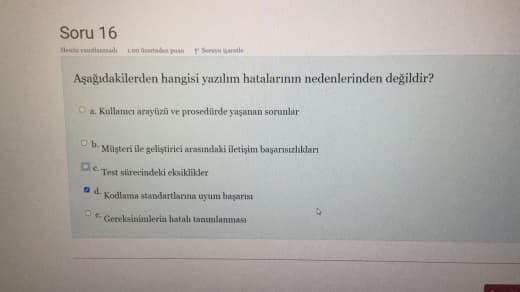 Soru 16
Henüz yanıtlanmadı 1,00 üzerinden puan Soruyu işaretle
Aşağıdakilerden hangisi yazılım hatalarının nedenlerinden değildir?
a. Kullanıcı arayüzü ve prosedürde yaşanan sorunlar
b. Müşteri ile geliştirici arasındaki iletişim başarısızlıkları
c. Test sürecindeki eksiklikler
d. Kodlama standartlarına uyum başarısı
e. Gereksinimlerin hatalı tanımlanması